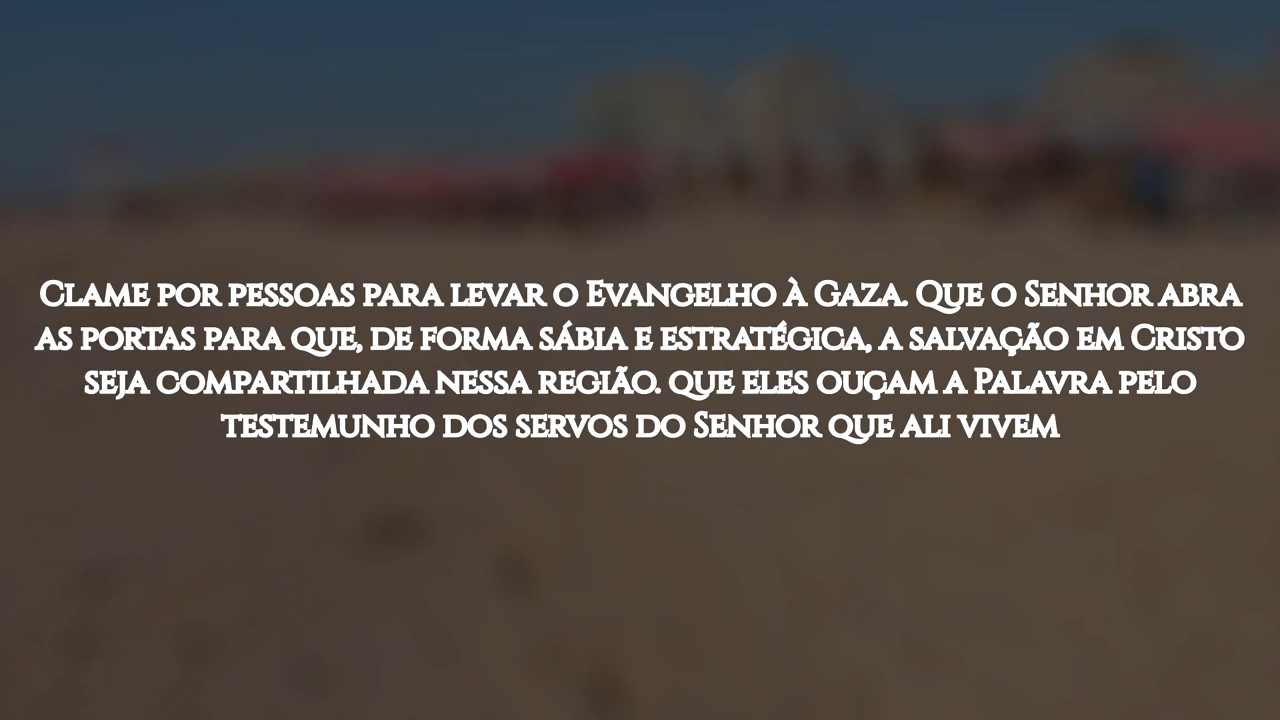 Clame por pessoas para levar o Evangelho à Gaza. Que o Senhor abra
as portas para que, de forma sábia e estratégica, a salvação em Cristo
seja compartilhada nessa região. que eles ouçam a Palavra pelo
testemunho dos servos do Senhor que ali vivem